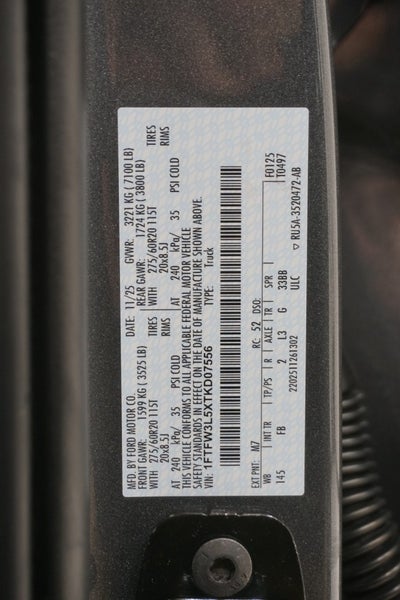 MFD. BY FORD MOTOR CO.
DATE: 11/25 GVWR: 3221 KG ( 7100 LB)
FRONT GAWR: 1599 KG ( 3525 LB) REAR GAWR: 1724 KG ( 3800 LB)
WITH 275/60R20 115T TIRES WITH 275/60R20 115T TIRES
20x8.5J RIMS 20x8.5J RIMS
AT 240 kPa/ 35 PSI COLD AT 240 kPa/ 35 PSI COLD
THIS VEHICLE CONFORMS TO ALL APPLICABLE FEDERAL MOTOR VEHICLE
SAFETY STANDARDS IN EFFECT ON THE DATE OF MANUFACTURE SHOWN ABOVE.
VIN: 1FTFW3L5XTKD07556 TYPE: Truck
F0125
T0497
EXT PNT: M7 RC: 52 DSO:
WB INT TR TP/PS R AXLE TR SPR
145 FB 2 L3 G 33BB
ULC
2202511261302
▽ RU5A-3520472-AB